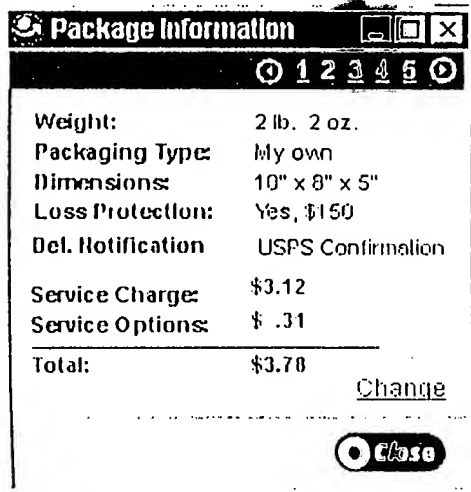 Package Information
1 2 3 4 5
Weight: 2 lb. 2 oz.
Packaging Type: My own
Dimensions: 10" x 8" x 5"
Loss Protection: Yes, $150
Del. Notification USPS Confirmation
Service Charge: $3.12
Service Options: $ .31
Total: $3.78
Change
Close